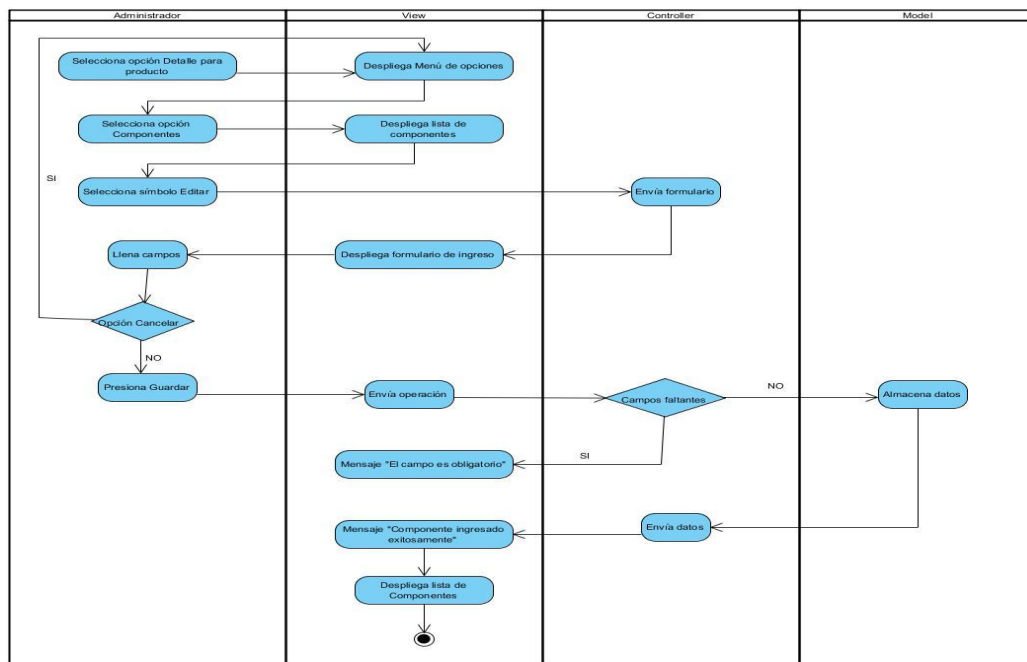 Administrador
View
Controller
Model
Selecciona opción Detalle para
producto
Despliega Menú de opciones
Selecciona opción
Componentes
Despliega lista de
componentes
SI
Selecciona símbolo Editar
Envía formulario
Llena campos
Despliega formulario de ingreso
Opción Cancelar
NO
Presiona Guardar
Envía operación
Campos faltantes
NO
Almacena datos
SI
Mensaje "El campo es obligatorio"
Mensaje "Componente ingresado
exitosamente"
Envía datos
Despliega lista de
Componentes